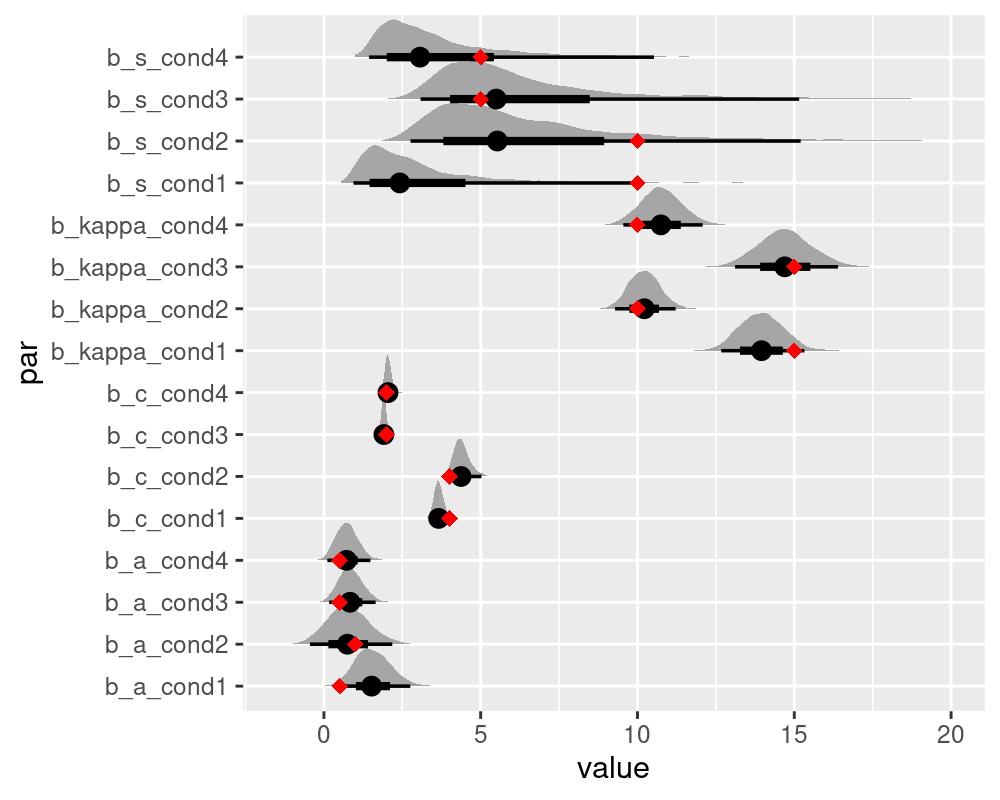 b_s_cond4
b_s_cond3
b_s_cond2
b_s_cond1
b_kappa_cond4
b_kappa_cond3
b_kappa_cond2
b_kappa_cond1
b_c_cond4
b_c_cond3
b_c_cond2
b_c_cond1
b_a_cond4
b_a_cond3
b_a_cond2
b_a_cond1
par
0 5 10 15 20
value